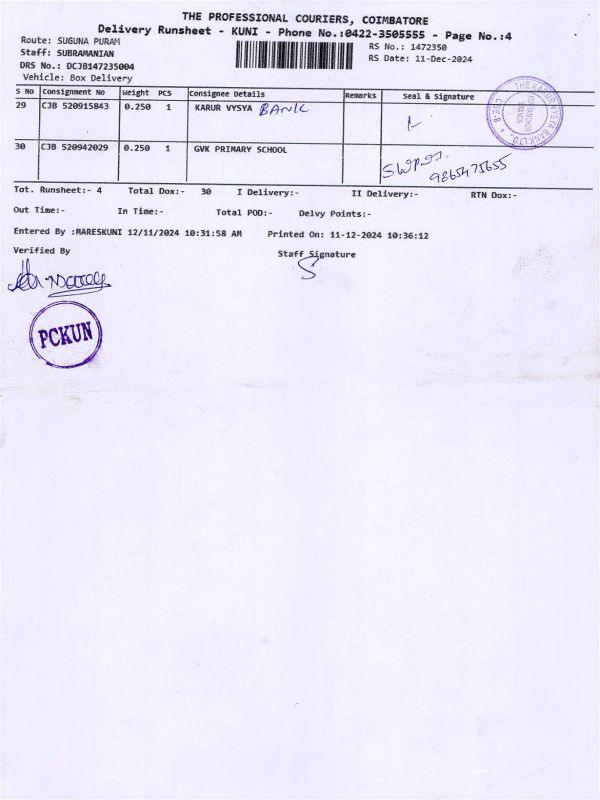 THE PROFESSIONAL COURIERS, COIMBATORE
Delivery Runsheet - KUNI - Phone No.:0422-3505555 - Page No.:4
Route: SUGUNA PURAM
RS No.: 1472350
Staff: SUBRAMANIAN
RS Date: 11-Dec-2024
DRS No.: DCJB147235004
Vehicle: Box Delivery
S No Consignment No Weight PCS Consignee Details Remarks Seal & Signature
29 CJB 520915843 0.250 1 KARUR VYSYA BANK
THE KARUR VYSYA BANK LTD.
30 CJB 520942029 0.250 1 GVK PRIMARY SCHOOL
9865475655
Tot. Runsheet:- 4 Total Dox:- 30 I Delivery:- II Delivery:- RTN Dox:-
Out Time:- In Time:- Total POD:- Delvy Points:-
Entered By :MARESKUNI 12/11/2024 10:31:58 AM Printed On: 11-12-2024 10:36:12
Verified By
Staff Signature
PCKUN